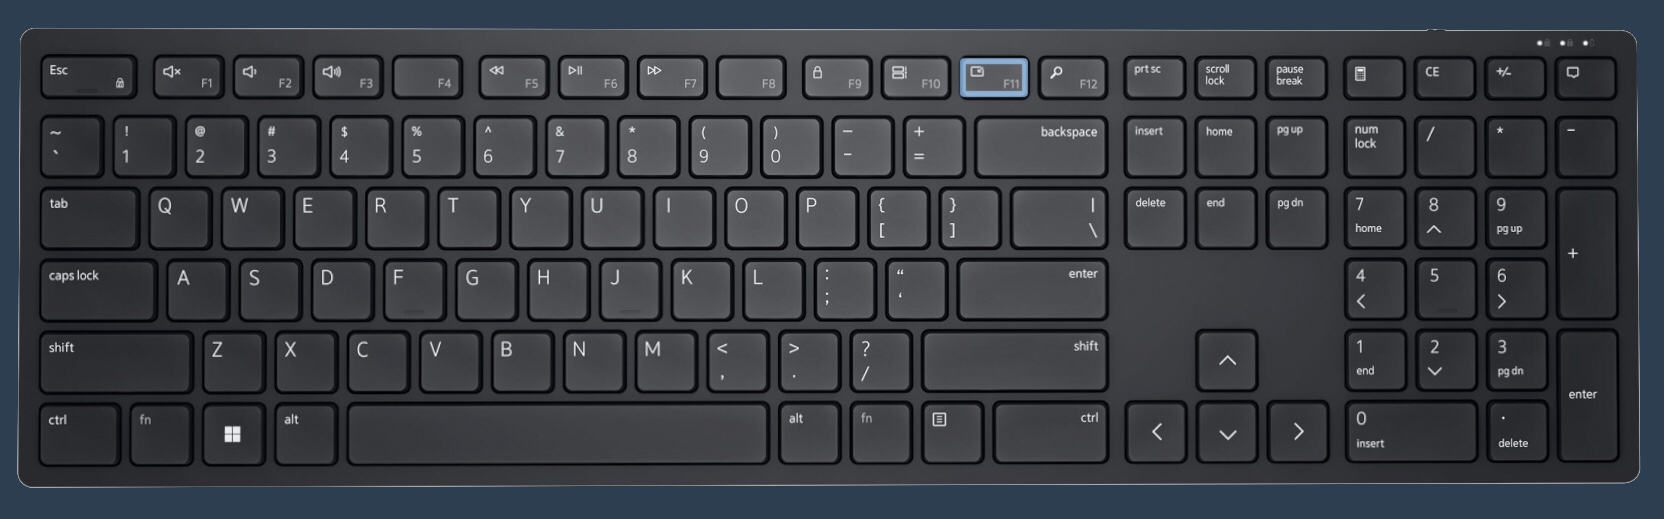 Esc F1 F2 F3 F4 F5 F6 F7 F8 F9 F10 F11 F12 prt sc scroll lock pause break CE +/-
~ ` ! 1 @ 2 # 3 $ 4 % 5 ^ 6 & 7 * 8 ( 9 ) 0 – - + = backspace insert home pg up num lock / * –
tab Q W E R T Y U I O P { [ } ] | \ delete end pg dn 7 home 8 9 pg up +
caps lock A S D F G H J K L : ; “ ‘ enter 4 5 6
shift Z X C V B N M < , > . ? / shift 1 end 2 3 pg dn enter
ctrl fn alt alt fn ctrl 0 insert . delete